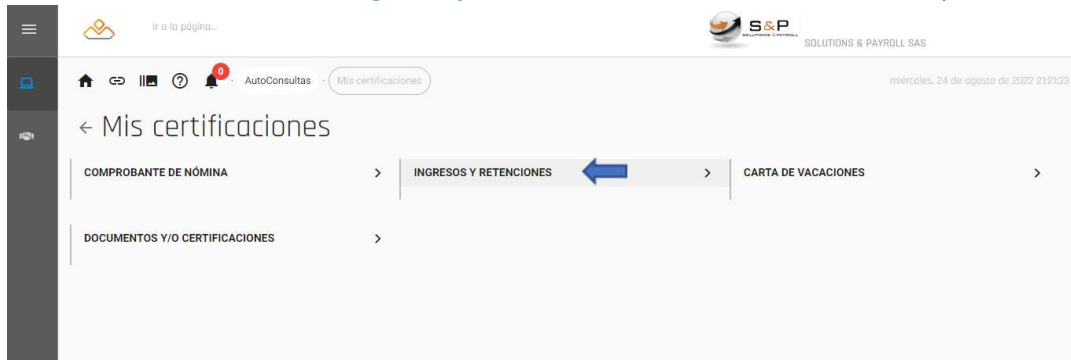 Ir a la página...
S&P
SOLUTIONS & PAYROLL SAS
0
AutoConsultas · Mis certificaciones
miércoles, 24 de agosto de 2022 21:21:33
← Mis certificaciones
COMPROBANTE DE NÓMINA >
INGRESOS Y RETENCIONES >
CARTA DE VACACIONES >
DOCUMENTOS Y/O CERTIFICACIONES >